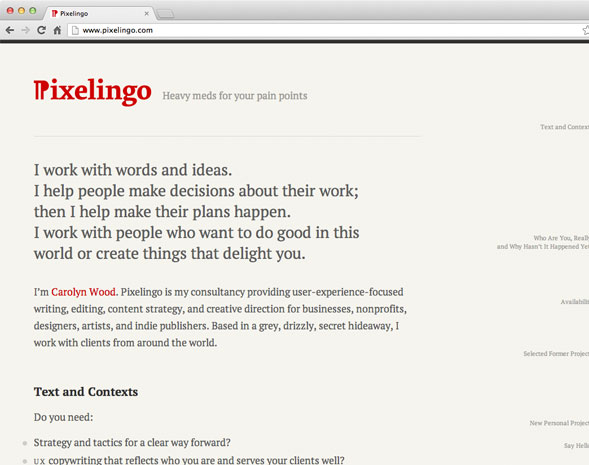 Pixelingo
www.pixelingo.com
Pixelingo
Heavy meds for your pain points
Text and Context
I work with words and ideas.
I help people make decisions about their work;
then I help make their plans happen.
I work with people who want to do good in this
world or create things that delight you.
Who Are You, Really
and Why Hasn't It Happened Yet
I'm Carolyn Wood. Pixelingo is my consultancy providing user-experience-focused
writing, editing, content strategy, and creative direction for businesses, nonprofits,
designers, artists, and indie publishers. Based in a grey, drizzly, secret hideaway, I
work with clients from around the world.
Availabilit
Selected Former Project
Text and Contexts
Do you need:
New Personal Project
Strategy and tactics for a clear way forward?
Say Hello
UX copywriting that reflects who you are and serves your clients well?